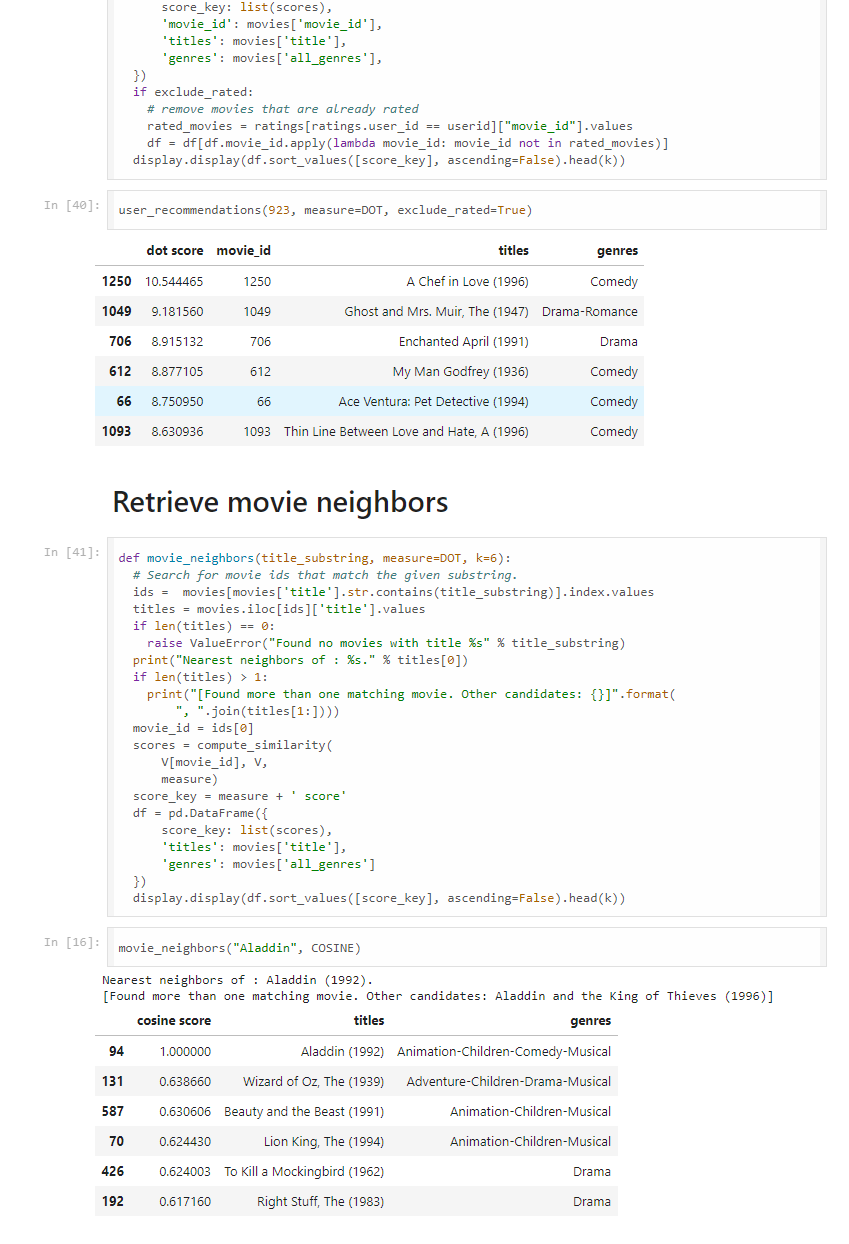 score_key: list(scores),
'movie_id': movies['movie_id'],
'titles': movies['title'],
'genres': movies['all_genres'],
})
if exclude_rated:
# remove movies that are already rated
rated_movies = ratings[ratings.user_id == userid]["movie_id"].values
df = df[df.movie_id.apply(lambda movie_id: movie_id not in rated_movies)]
display.display(df.sort_values([score_key], ascending=False).head(k))
In [40]: user_recommendations(923, measure=DOT, exclude_rated=True)
dot score movie_id titles genres
1250 10.544465 1250 A Chef in Love (1996) Comedy
1049 9.181560 1049 Ghost and Mrs. Muir, The (1947) Drama-Romance
706 8.915132 706 Enchanted April (1991) Drama
612 8.877105 612 My Man Godfrey (1936) Comedy
66 8.750950 66 Ace Ventura: Pet Detective (1994) Comedy
1093 8.630936 1093 Thin Line Between Love and Hate, A (1996) Comedy
Retrieve movie neighbors
In [41]: def movie_neighbors(title_substring, measure=DOT, k=6):
# Search for movie ids that match the given substring.
ids =  movies[movies['title'].str.contains(title_substring)].index.values
titles = movies.iloc[ids]['title'].values
if len(titles) == 0:
raise ValueError("Found no movies with title %s" % title_substring)
print("Nearest neighbors of : %s." % titles[0])
if len(titles) > 1:
print("[Found more than one matching movie. Other candidates: {}]".format(
", ".join(titles[1:])))
movie_id = ids[0]
scores = compute_similarity(
V[movie_id], V,
measure)
score_key = measure + ' score'
df = pd.DataFrame({
score_key: list(scores),
'titles': movies['title'],
'genres': movies['all_genres']
})
display.display(df.sort_values([score_key], ascending=False).head(k))
In [16]: movie_neighbors("Aladdin", COSINE)
Nearest neighbors of : Aladdin (1992).
[Found more than one matching movie. Other candidates: Aladdin and the King of Thieves (1996)]
cosine score titles genres
94 1.000000 Aladdin (1992) Animation-Children-Comedy-Musical
131 0.638660 Wizard of Oz, The (1939) Adventure-Children-Drama-Musical
587 0.630606 Beauty and the Beast (1991) Animation-Children-Musical
70 0.624430 Lion King, The (1994) Animation-Children-Musical
426 0.624003 To Kill a Mockingbird (1962) Drama
192 0.617160 Right Stuff, The (1983) Drama